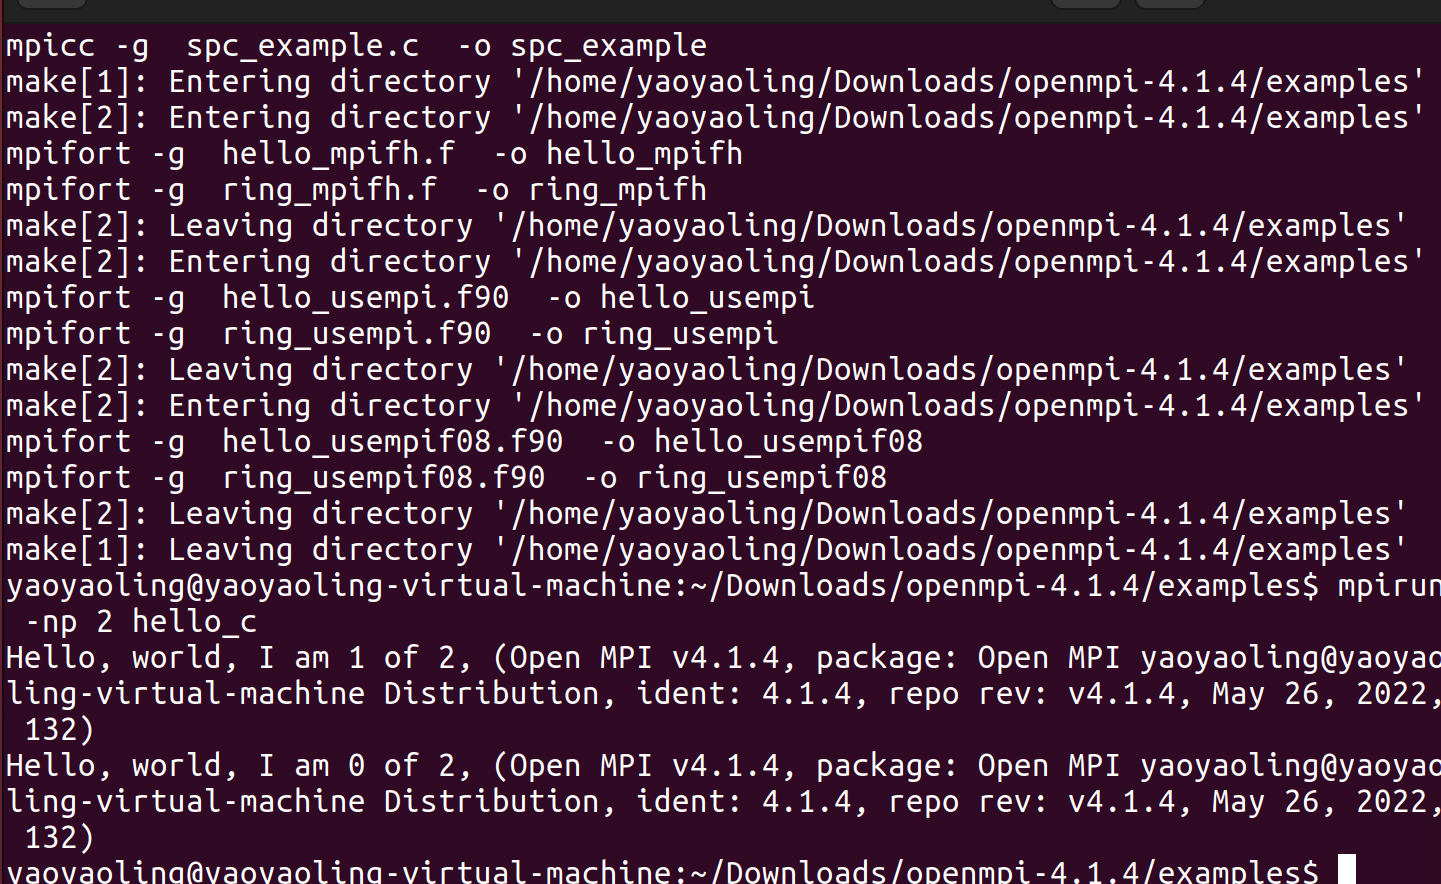 mpicc -g  spc_example.c  -o spc_example
make[1]: Entering directory '/home/yaoyaoling/Downloads/openmpi-4.1.4/examples'
make[2]: Entering directory '/home/yaoyaoling/Downloads/openmpi-4.1.4/examples'
mpifort -g  hello_mpifh.f  -o hello_mpifh
mpifort -g  ring_mpifh.f  -o ring_mpifh
make[2]: Leaving directory '/home/yaoyaoling/Downloads/openmpi-4.1.4/examples'
make[2]: Entering directory '/home/yaoyaoling/Downloads/openmpi-4.1.4/examples'
mpifort -g  hello_usempi.f90  -o hello_usempi
mpifort -g  ring_usempi.f90  -o ring_usempi
make[2]: Leaving directory '/home/yaoyaoling/Downloads/openmpi-4.1.4/examples'
make[2]: Entering directory '/home/yaoyaoling/Downloads/openmpi-4.1.4/examples'
mpifort -g  hello_usempif08.f90  -o hello_usempif08
mpifort -g  ring_usempif08.f90  -o ring_usempif08
make[2]: Leaving directory '/home/yaoyaoling/Downloads/openmpi-4.1.4/examples'
make[1]: Leaving directory '/home/yaoyaoling/Downloads/openmpi-4.1.4/examples'
yaoyaoling@yaoyaoling-virtual-machine:~/Downloads/openmpi-4.1.4/examples$ mpirun
 -np 2 hello_c
Hello, world, I am 1 of 2, (Open MPI v4.1.4, package: Open MPI yaoyaoling@yaoyao
ling-virtual-machine Distribution, ident: 4.1.4, repo rev: v4.1.4, May 26, 2022,
 132)
Hello, world, I am 0 of 2, (Open MPI v4.1.4, package: Open MPI yaoyaoling@yaoyao
ling-virtual-machine Distribution, ident: 4.1.4, repo rev: v4.1.4, May 26, 2022,
 132)
yaoyaoling@yaoyaoling-virtual-machine:~/Downloads/openmpi-4.1.4/examples$